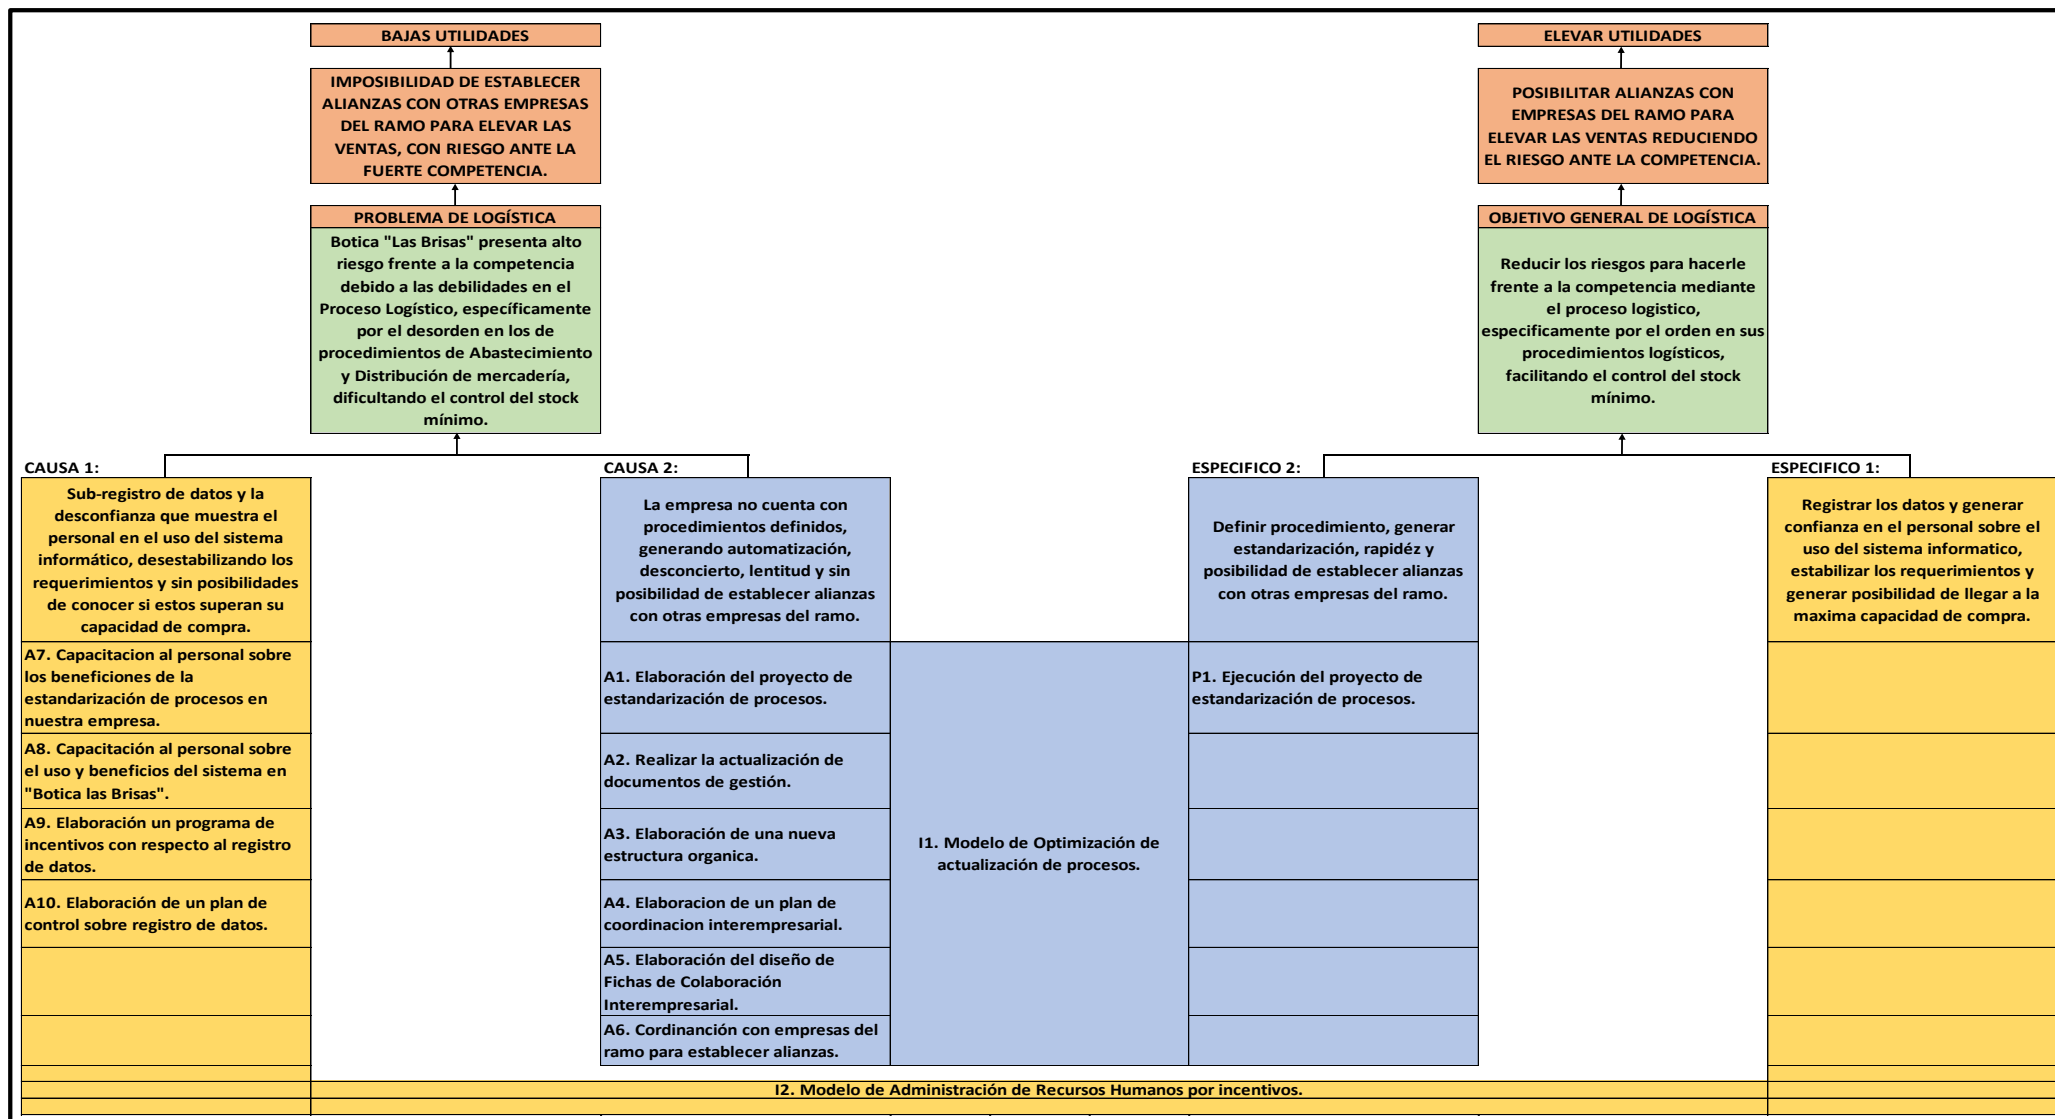 BAJAS UTILIDADES
IMPOSIBILIDAD DE ESTABLECER
ALIANZAS CON OTRAS EMPRESAS
DEL RAMO PARA ELEVAR LAS
VENTAS, CON RIESGO ANTE LA
FUERTE COMPETENCIA.
PROBLEMA DE LOGÍSTICA
Botica "Las Brisas" presenta alto
riesgo frente a la competencia
debido a las debilidades en el
Proceso Logístico, específicamente
por el desorden en los de
procedimientos de Abastecimiento
y Distribución de mercadería,
dificultando el control del stock
mínimo.
ELEVAR UTILIDADES
POSIBILITAR ALIANZAS CON
EMPRESAS DEL RAMO PARA
ELEVAR LAS VENTAS REDUCIENDO
EL RIESGO ANTE LA COMPETENCIA.
OBJETIVO GENERAL DE LOGÍSTICA
Reducir los riesgos para hacerle
frente a la competencia mediante
el proceso logistico,
especificamente por el orden en sus
procedimientos logísticos,
facilitando el control del stock
mínimo.
CAUSA 1:
Sub-registro de datos y la
desconfianza que muestra el
personal en el uso del sistema
informático, desestabilizando los
requerimientos y sin posibilidades
de conocer si estos superan su
capacidad de compra.
A7. Capacitacion al personal sobre
los beneficiones de la
estandarización de procesos en
nuestra empresa.
A8. Capacitación al personal sobre
el uso y beneficios del sistema en
"Botica las Brisas".
A9. Elaboración un programa de
incentivos con respecto al registro
de datos.
A10. Elaboración de un plan de
control sobre registro de datos.
CAUSA 2:
La empresa no cuenta con
procedimientos definidos,
generando automatización,
desconcierto, lentitud y sin
posibilidad de establecer alianzas
con otras empresas del ramo.
A1. Elaboración del proyecto de
estandarización de procesos.
A2. Realizar la actualización de
documentos de gestión.
A3. Elaboración de una nueva
estructura organica.
A4. Elaboracion de un plan de
coordinacion interempresarial.
A5. Elaboración del diseño de
Fichas de Colaboración
Interempresarial.
A6. Cordinanción con empresas del
ramo para establecer alianzas.
I1. Modelo de Optimización de
actualización de procesos.
ESPECIFICO 2:
Definir procedimiento, generar
estandarización, rapidéz y
posibilidad de establecer alianzas
con otras empresas del ramo.
P1. Ejecución del proyecto de
estandarización de procesos.
ESPECIFICO 1:
Registrar los datos y generar
confianza en el personal sobre el
uso del sistema informatico,
estabilizar los requerimientos y
generar posibilidad de llegar a la
maxima capacidad de compra.
I2. Modelo de Administración de Recursos Humanos por incentivos.